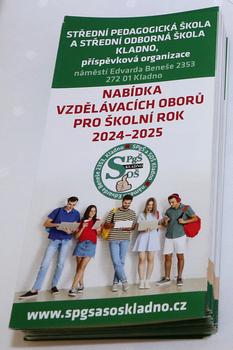 STŘEDNÍ PEDAGOGICKÁ ŠKOLA
A STŘEDNÍ ODBORNÁ ŠKOLA
KLADNO,
příspěvková organizace
náměstí Edvarda Beneše 2353
272 01 Kladno
NABÍDKA
VZDĚLÁVACÍCH OBORŮ
PRO ŠKOLNÍ ROK
2024–2025
SPgŠ
KLADNO
SOŠ
www.spgsasoskladno.cz